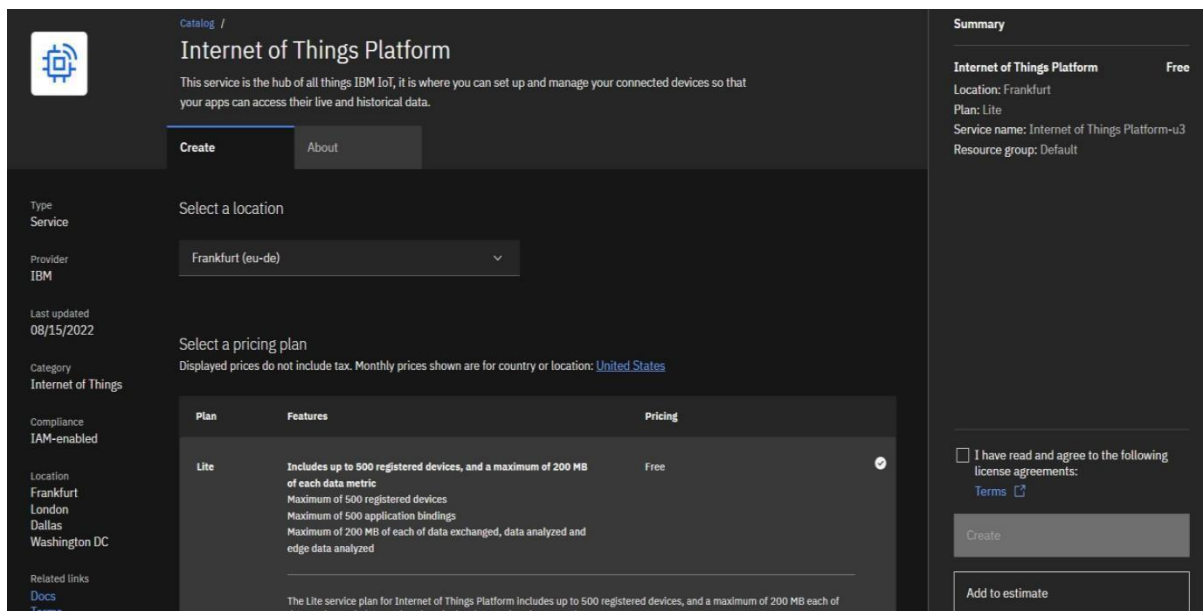 Catalog /
Internet of Things Platform
This service is the hub of all things IBM IoT, it is where you can set up and manage your connected devices so that
your apps can access their live and historical data.
Create
About
Type
Service
Provider
IBM
Last updated
08/15/2022
Category
Internet of Things
Compliance
IAM-enabled
Location
Frankfurt
London
Dallas
Washington DC
Related links
Docs
Terms
Select a location
Frankfurt (eu-de)
Select a pricing plan
Displayed prices do not include tax. Monthly prices shown are for country or location: United States
Plan Features Pricing
Lite Includes up to 500 registered devices, and a maximum of 200 MB Free
of each data metric
Maximum of 500 registered devices
Maximum of 500 application bindings
Maximum of 200 MB of each of data exchanged, data analyzed and
edge data analyzed
The Lite service plan for Internet of Things Platform includes up to 500 registered devices, and a maximum of 200 MB each of
Summary
Internet of Things Platform Free
Location: Frankfurt
Plan: Lite
Service name: Internet of Things Platform-u3
Resource group: Default
I have read and agree to the following
license agreements:
Terms
Create
Add to estimate